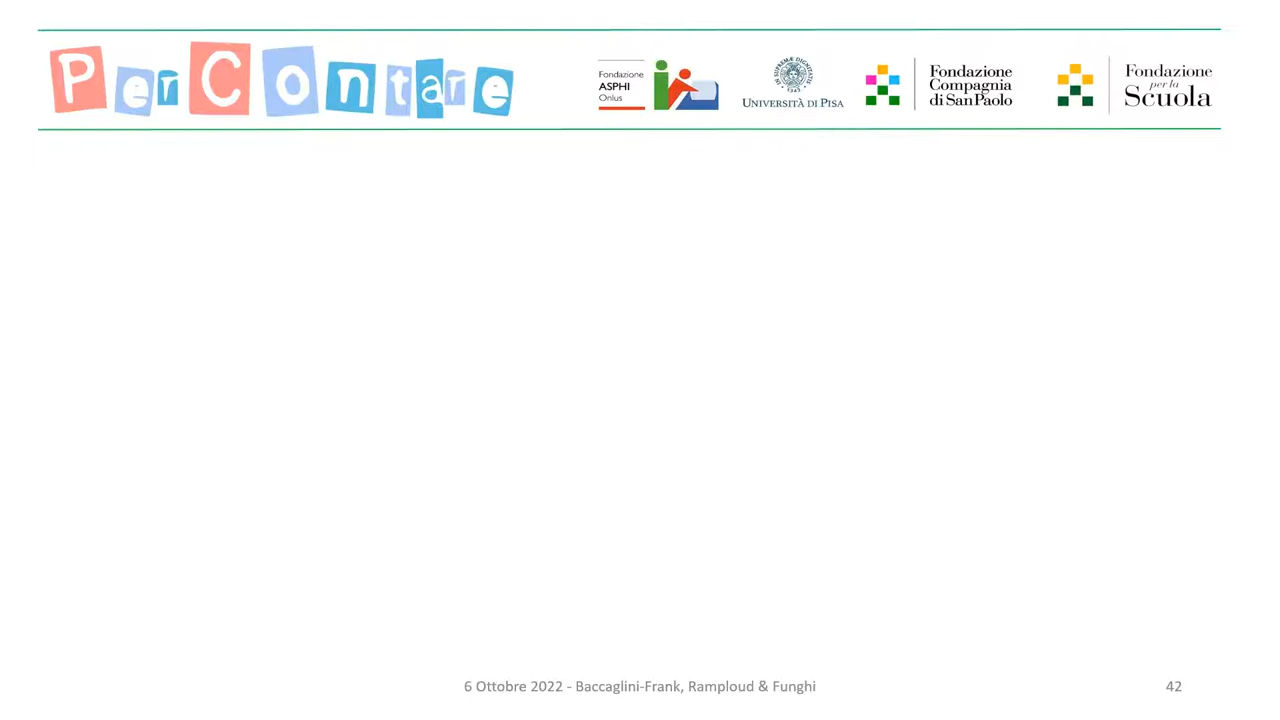 PerContare
Fondazione
ASPHI
Onlus
UNIVERSITÀ DI PISA
Fondazione
Compagnia
di San Paolo
Fondazione
per la
Scuola
6 Ottobre 2022 - Baccaglini-Frank, Ramploud & Funghi
42